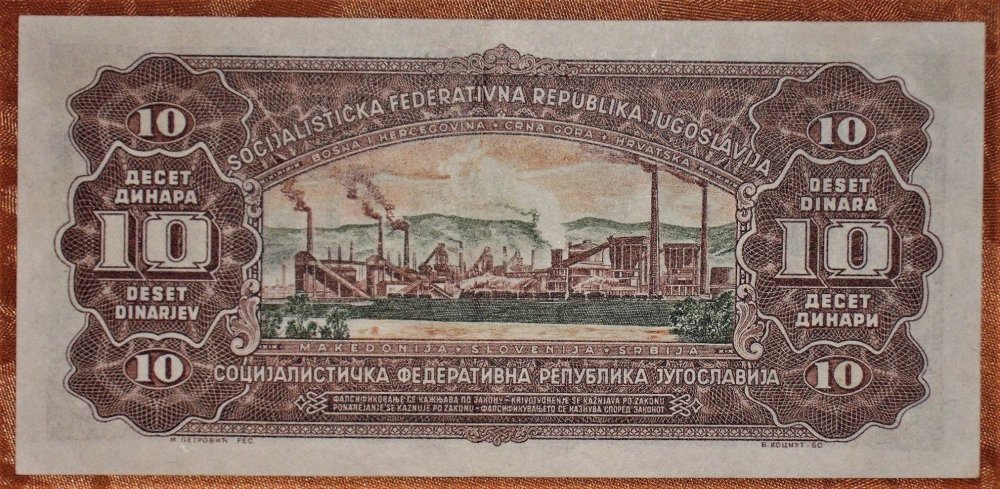 SOCIJALISTIČKA FEDERATIVNA REPUBLIKA JUGOSLAVIJA
BOSNA I HERCEGOVINA • CRNA GORA • HRVATSKA
10
ДЕСЕТ
ДИНАРА
10
DESET
DINARJEV
10
10
DESET
DINARA
10
ДЕСЕТ
ДИНАРИ
10
MAKEDONIJA • SLOVENIJA • SRBIJA
СОЦИЈАЛИСТИЧКА ФЕДЕРАТИВНА РЕПУБЛИКА ЈУГОСЛАВИЈА
ФАЛСИФИКОВАЊЕ СЕ КАЖЊАВА ПО ЗАКОНУ – KRIVOTVORENJE SE KAŽNJAVA PO ZAKONU
PONAREJANJE SE KAZNUJE PO ZAKONU – ФАЛСИФИКУВАЊЕТО СЕ КАЗНУВА СПОРЕД ЗАКОНОТ
М. ПЕТРОВИЋ FEC.
Б. КОЦМУТ - SC